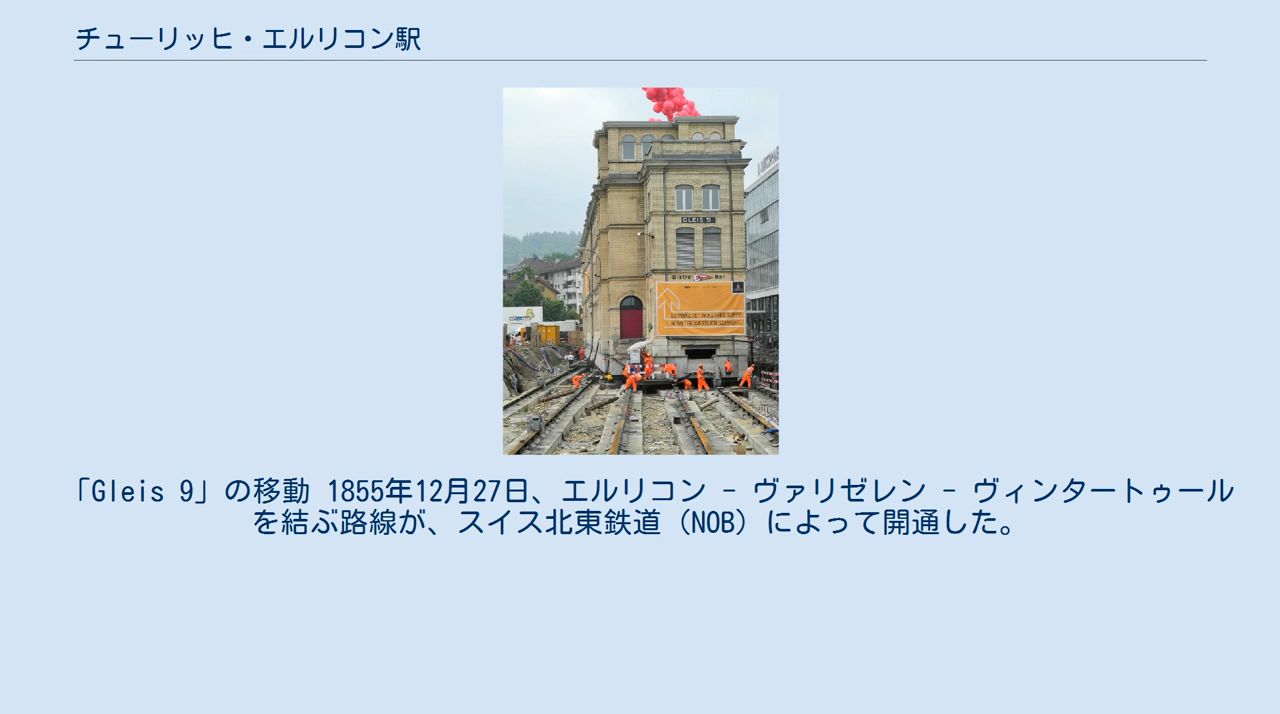 チューリッヒ・エルリコン駅
GLEIS 9
Bistro Bar
「Gleis 9」の移動 1855年12月27日、エルリコン - ヴァリゼレン - ヴィンタートゥール
を結ぶ路線が、スイス北東鉄道（NOB）によって開通した。